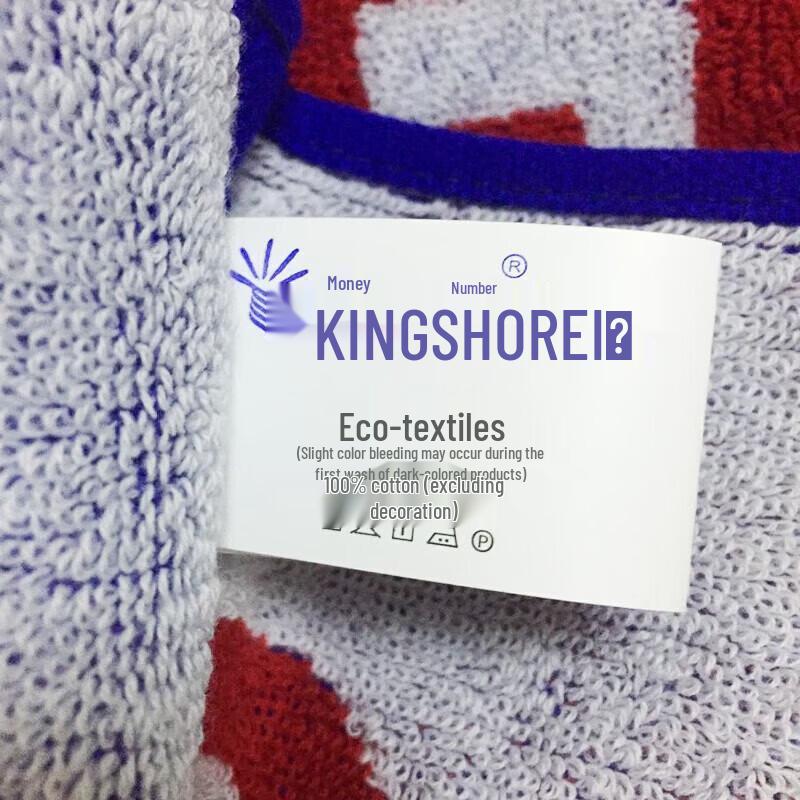 Money
Number
®
KINGSHOREI?
Eco-textiles
(Slight color bleeding may occur during the
first wash of dark-colored products)
100% cotton (excluding
decoration)
P